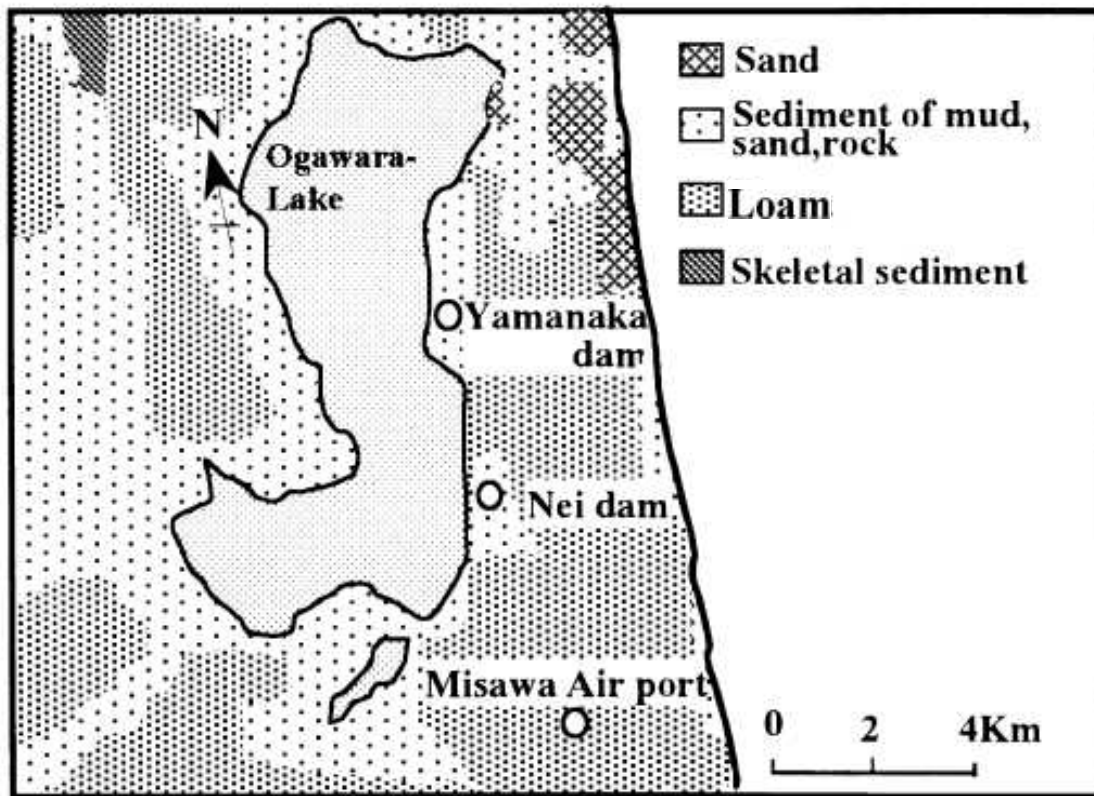 N
Ogawara-
Lake
Yamanaka
dam
Nei dam
Misawa Air port
Sand
Sediment of mud,
sand,rock
Loam
Skeletal sediment
0 2 4Km